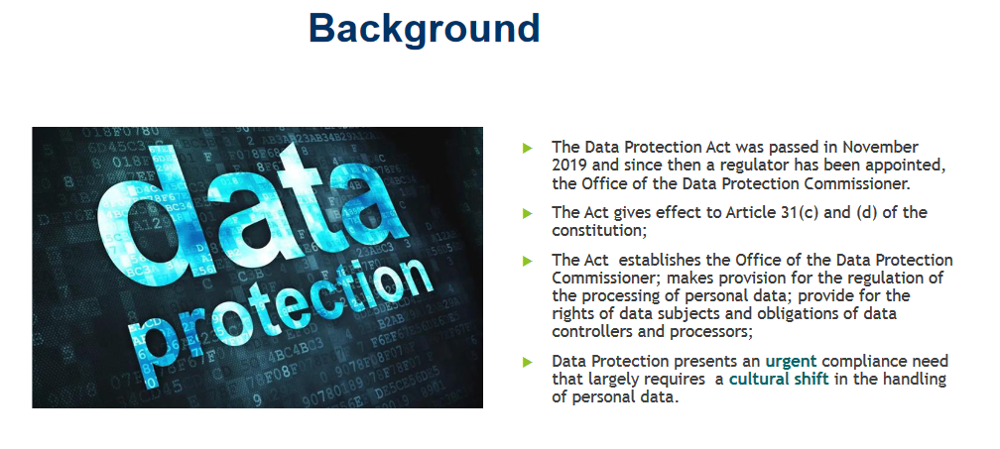 Background
data
protection
The Data Protection Act was passed in November
2019 and since then a regulator has been appointed,
the Office of the Data Protection Commissioner.
The Act gives effect to Article 31(c) and (d) of the
constitution;
The Act  establishes the Office of the Data Protection
Commissioner; makes provision for the regulation of
the processing of personal data; provide for the
rights of data subjects and obligations of data
controllers and processors;
Data Protection presents an urgent compliance need
that largely requires  a cultural shift in the handling
of personal data.